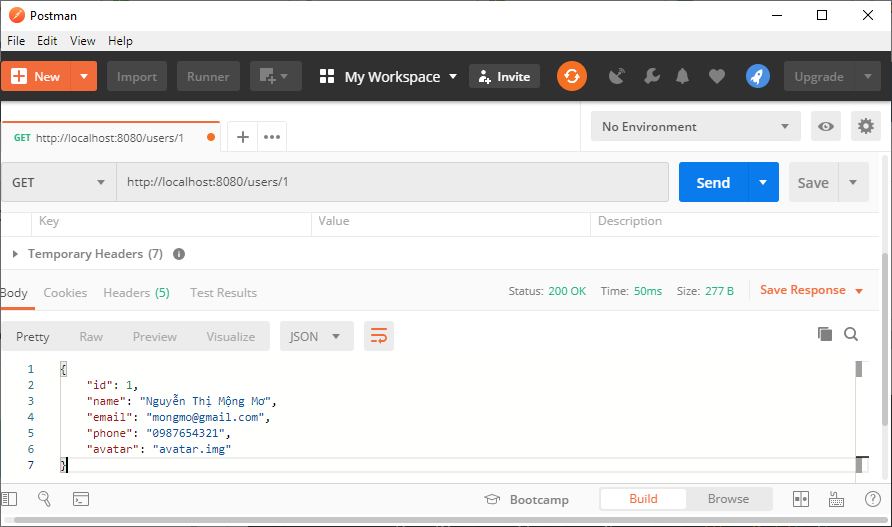 Postman
File Edit View Help
New Import Runner My Workspace Invite Upgrade
GET http://localhost:8080/users/1 No Environment
GET http://localhost:8080/users/1 Send Save
Key Value Description
Temporary Headers (7)
Body Cookies Headers (5) Test Results Status: 200 OK Time: 50ms Size: 277 B Save Response
Pretty Raw Preview Visualize JSON
1 {
2 "id": 1,
3 "name": "Nguyễn Thị Mộng Mơ",
4 "email": "mongmo@gmail.com",
5 "phone": "0987654321",
6 "avatar": "avatar.img"
7 }
Bootcamp Build Browse